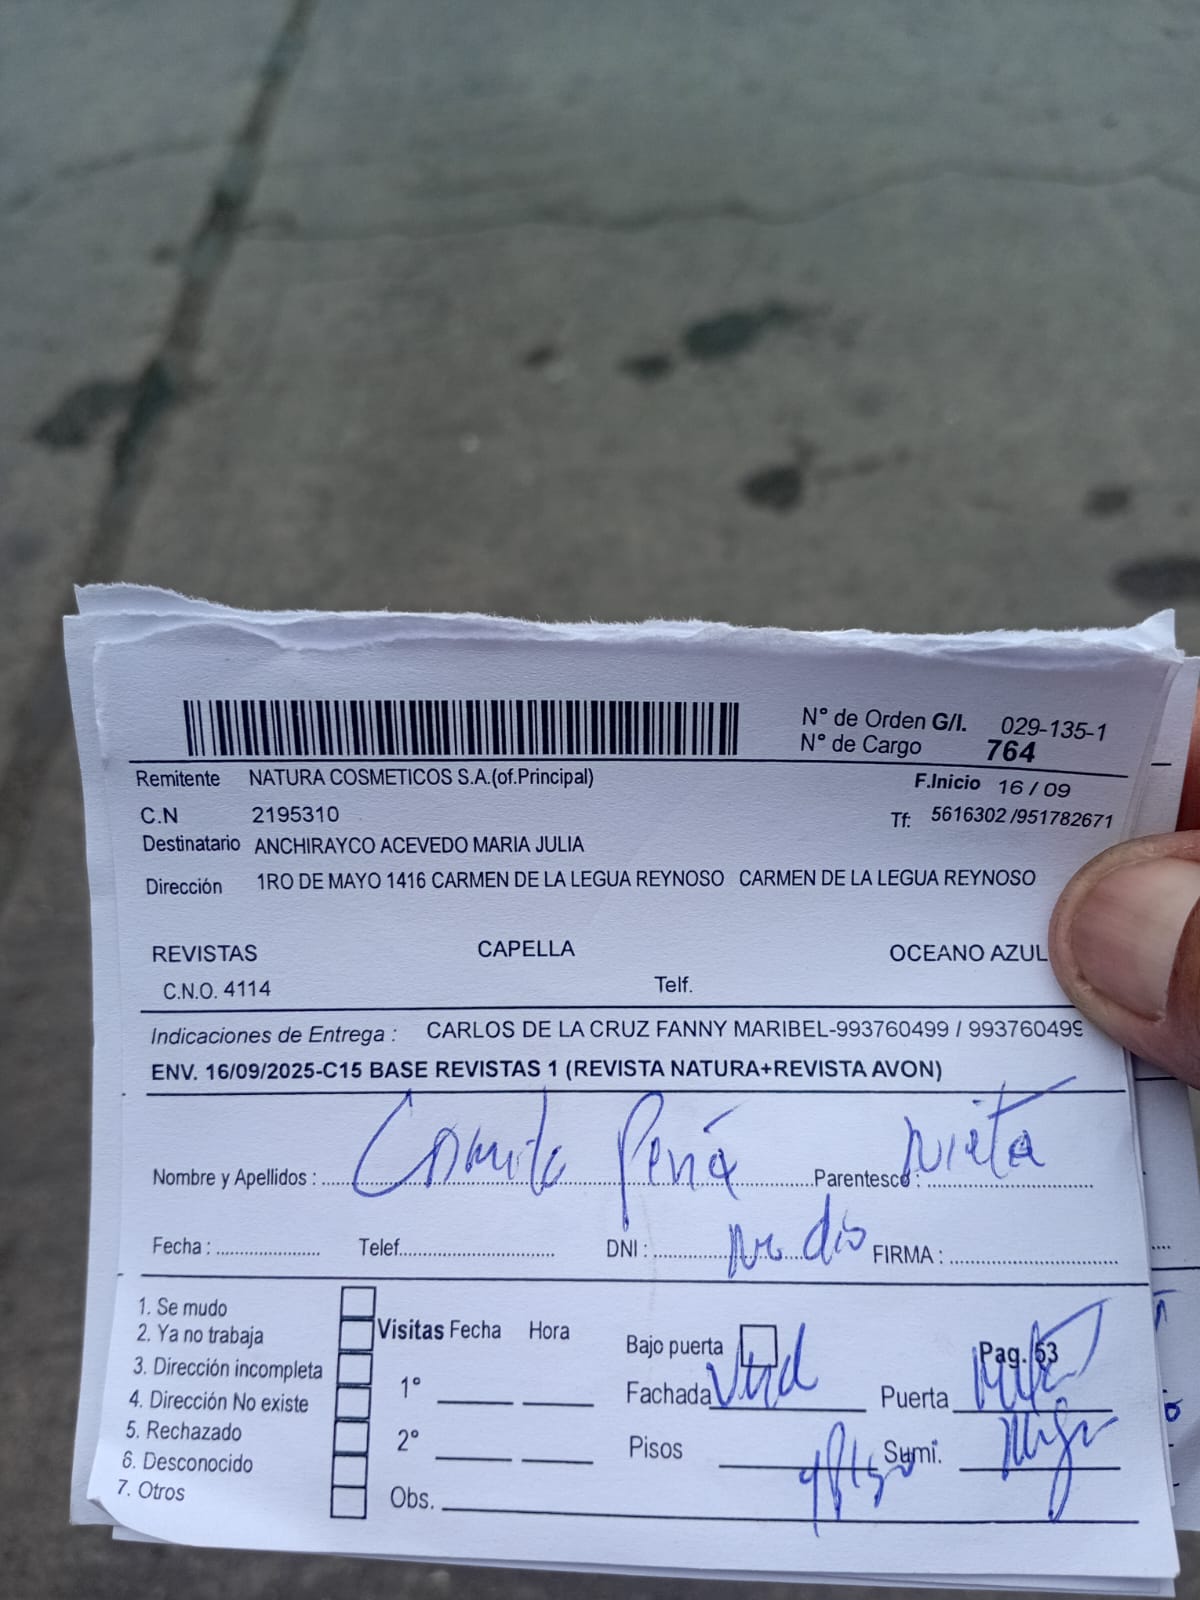 N° de Orden G/I. 029-135-1
N° de Cargo 764
Remitente NATURA COSMETICOS S.A.(of.Principal)
F.Inicio 16 / 09
C.N 2195310
Tf: 5616302 /951782671
Destinatario ANCHIRAYCO ACEVEDO MARIA JULIA
Dirección 1RO DE MAYO 1416 CARMEN DE LA LEGUA REYNOSO CARMEN DE LA LEGUA REYNOSO
REVISTAS CAPELLA OCEANO AZUL
C.N.O. 4114 Telf.
Indicaciones de Entrega : CARLOS DE LA CRUZ FANNY MARIBEL-993760499 / 993760499
ENV. 16/09/2025-C15 BASE REVISTAS 1 (REVISTA NATURA+REVISTA AVON)
Nombre y Apellidos : Camila Peña Parentesco : nieta
Fecha : Telef. DNI : no dio FIRMA :
1. Se mudo
2. Ya no trabaja
3. Dirección incompleta
4. Dirección No existe
5. Rechazado
6. Desconocido
7. Otros
Visitas Fecha Hora
1°
2°
Obs.
Bajo puerta Pag. 53
Fachada Puerta
Pisos Sumi.